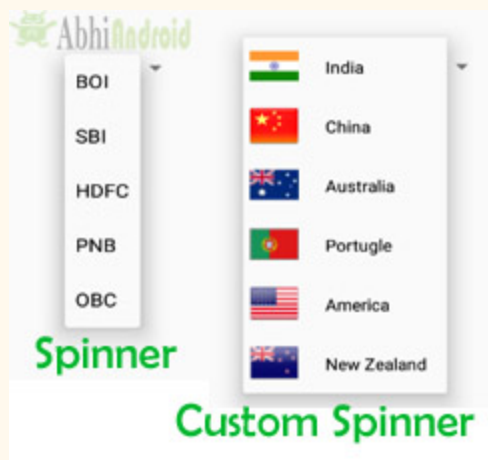 AbhiAndroid
BOI
SBI
HDFC
PNB
OBC
Spinner
India
China
Australia
Portugle
America
New Zealand
Custom Spinner